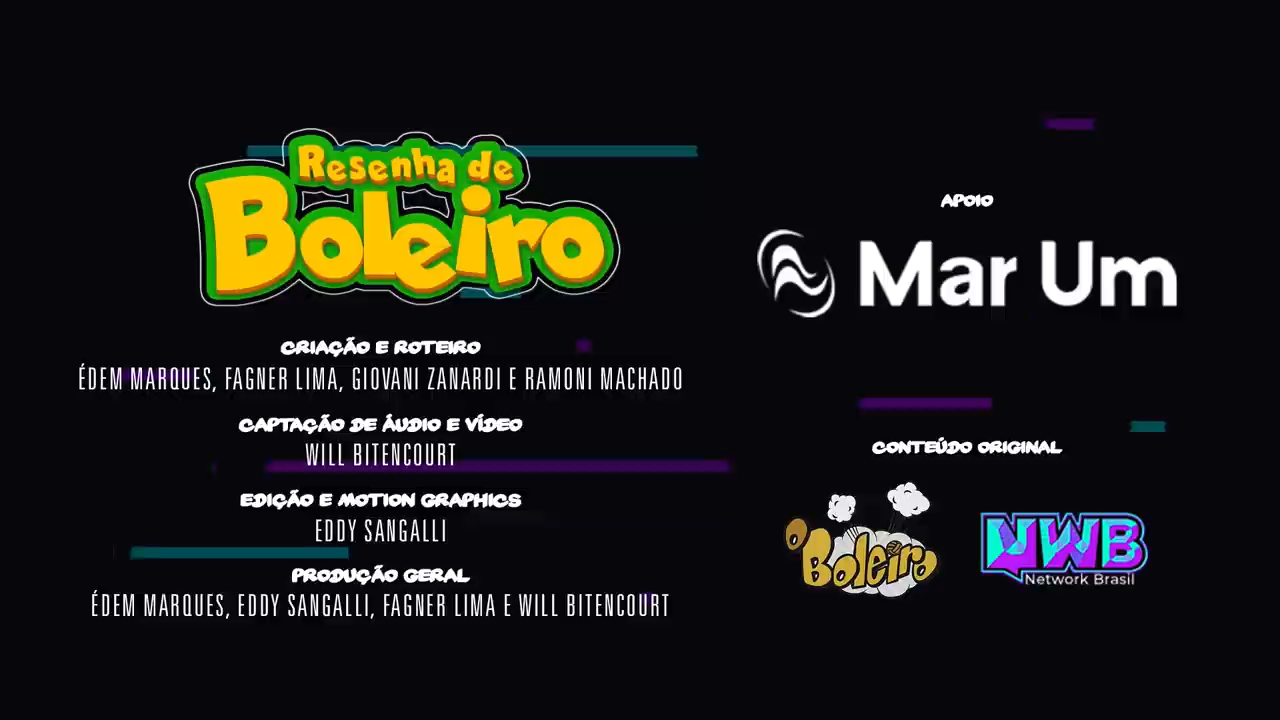 Resenha de
Boleiro
CRIAÇÃO E ROTEIRO
ÉDEM MARQUES, FAGNER LIMA, GIOVANI ZANARDI E RAMONI MACHADO
CAPTAÇÃO DE ÁUDIO E VÍDEO
WILL BITENCOURT
EDIÇÃO E MOTION GRAPHICS
EDDY SANGALLI
PRODUÇÃO GERAL
ÉDEM MARQUES, EDDY SANGALLI, FAGNER LIMA E WILL BITENCOURT
APOIO
Mar Um
CONTEÚDO ORIGINAL
O Boleiro
NWB
Network Brasil